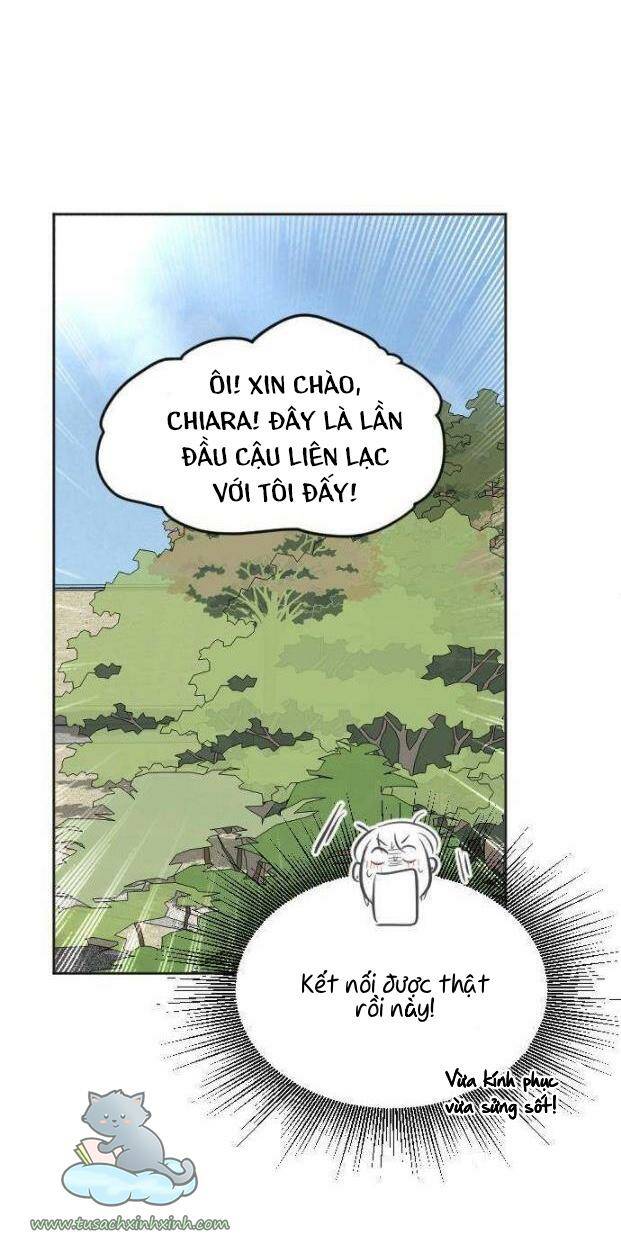 ÔI! XIN CHÀO,
CHIARA! ĐÂY LÀ LẦN
ĐẦU CẬU LIÊN LẠC
VỚI TÔI ĐẤY!
Kết nối được thật
rồi này!
Vừa kính phục
vừa sửng sốt!
www.tusachxinhxinh.com